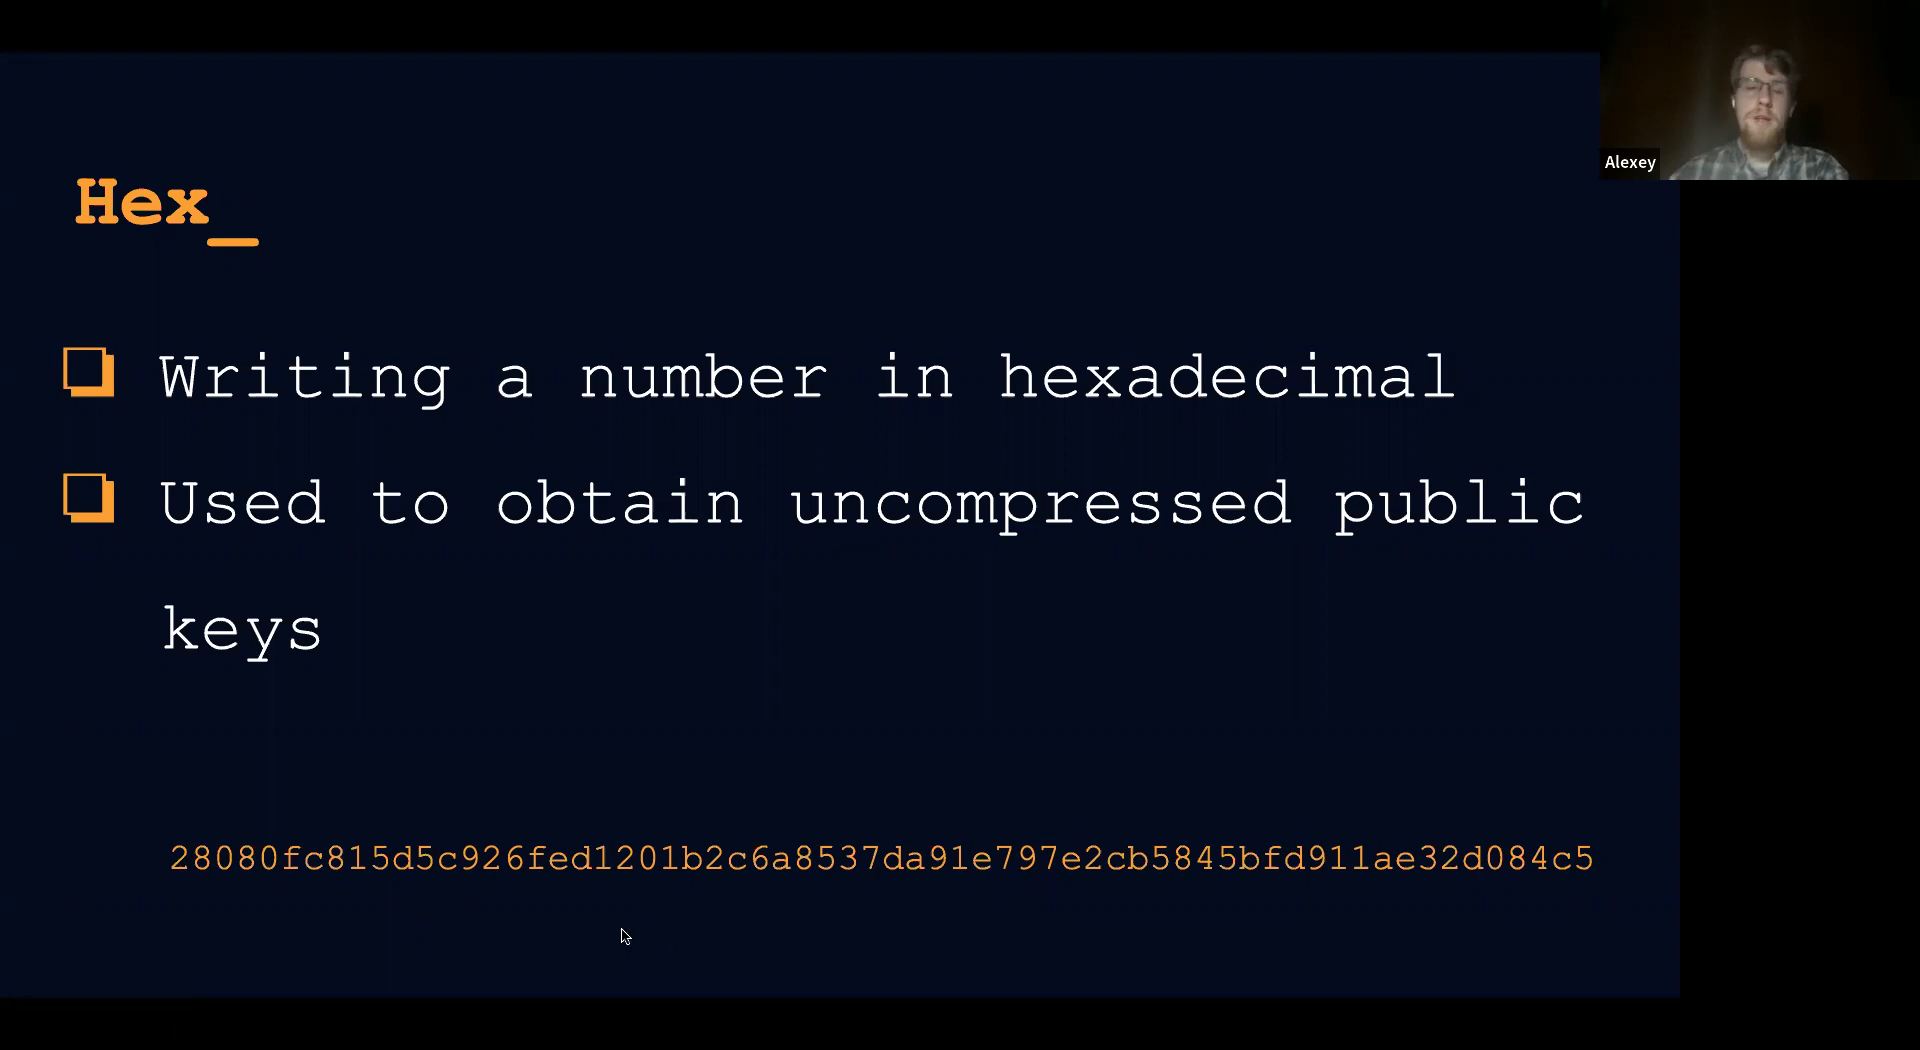 Hex_
Writing a number in hexadecimal
Used to obtain uncompressed public
keys
28080fc815d5c926fed1201b2c6a8537da91e797e2cb5845bfd911ae32d084c5
Alexey